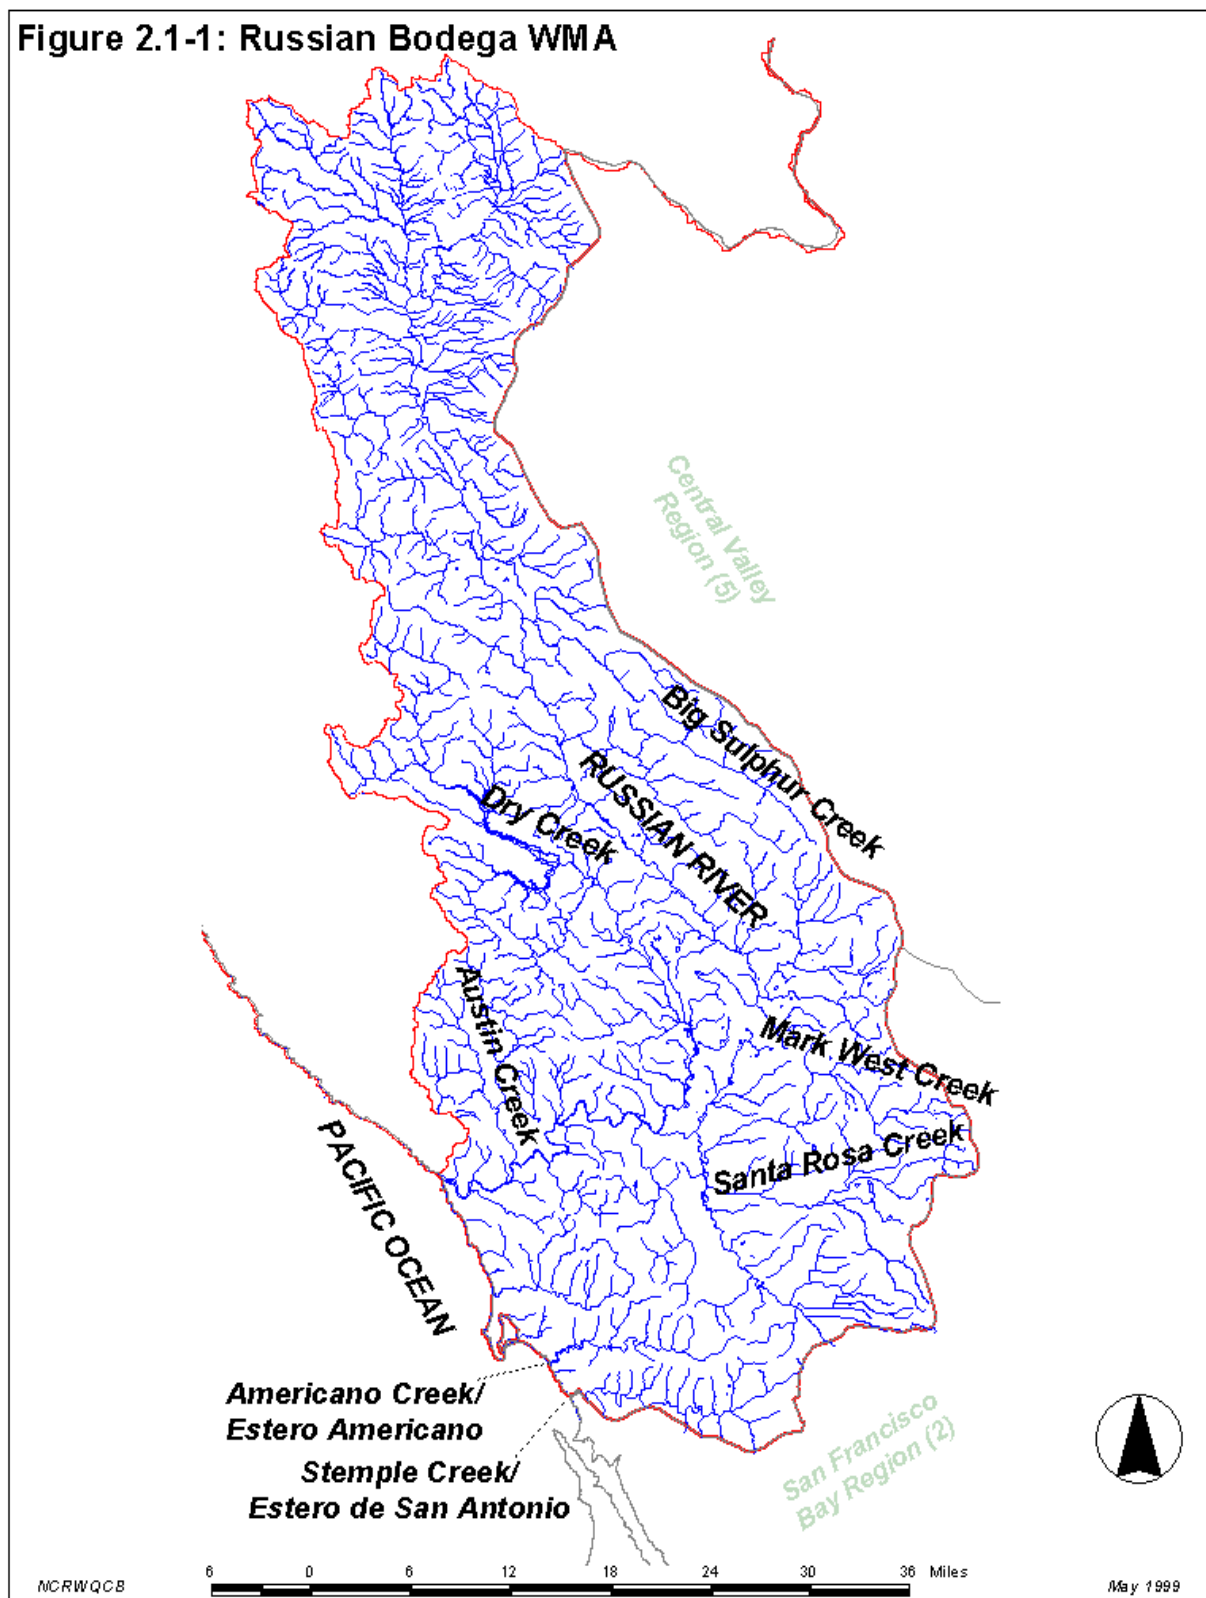 Figure 2.1-1: Russian Bodega WMA
Central Valley
Region (5)
Big Sulphur Creek
RUSSIAN RIVER
Dry Creek
Austin Creek
Mark West Creek
Santa Rosa Creek
PACIFIC OCEAN
Americano Creek/
Estero Americano
Stemple Creek/
Estero de San Antonio
San Francisco
Bay Region (2)
6 0 6 12 18 24 30 36 Miles
NCRWQCB
May 1999